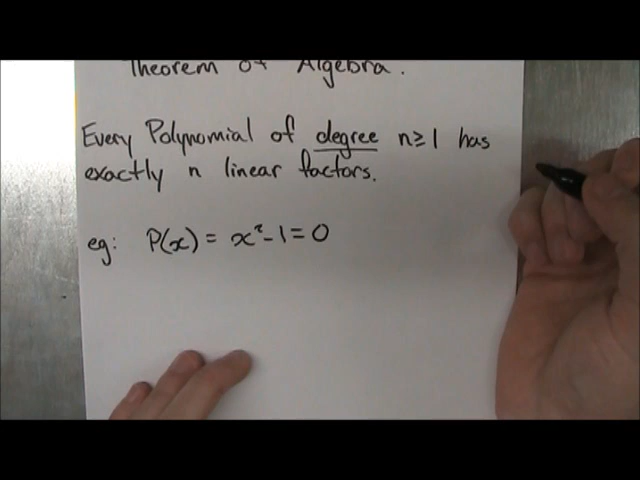 Theorem of Algebra.
Every Polynomial of degree n≥1 has
exactly n linear factors.
eg: P(x) = x²-1=0